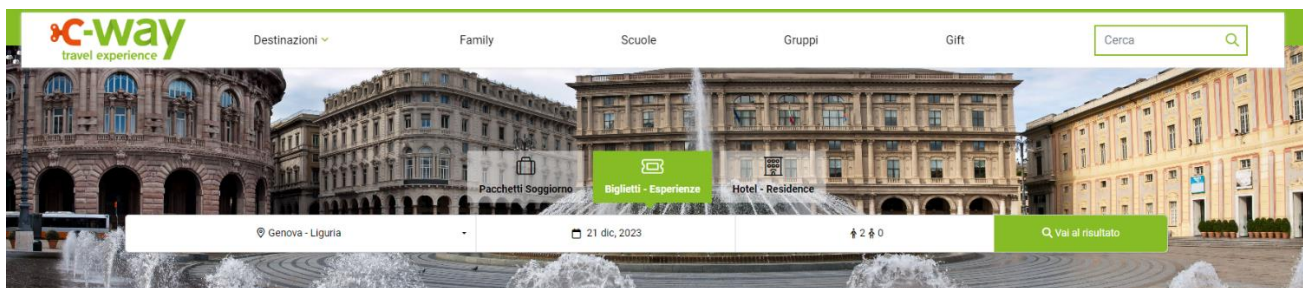 c-way
travel experience
Destinazioni
Family
Scuole
Gruppi
Gift
Cerca
Pacchetti Soggiorno
Biglietti - Esperienze
Hotel - Residence
Genova - Liguria
21 dic, 2023
2 0
Vai al risultato